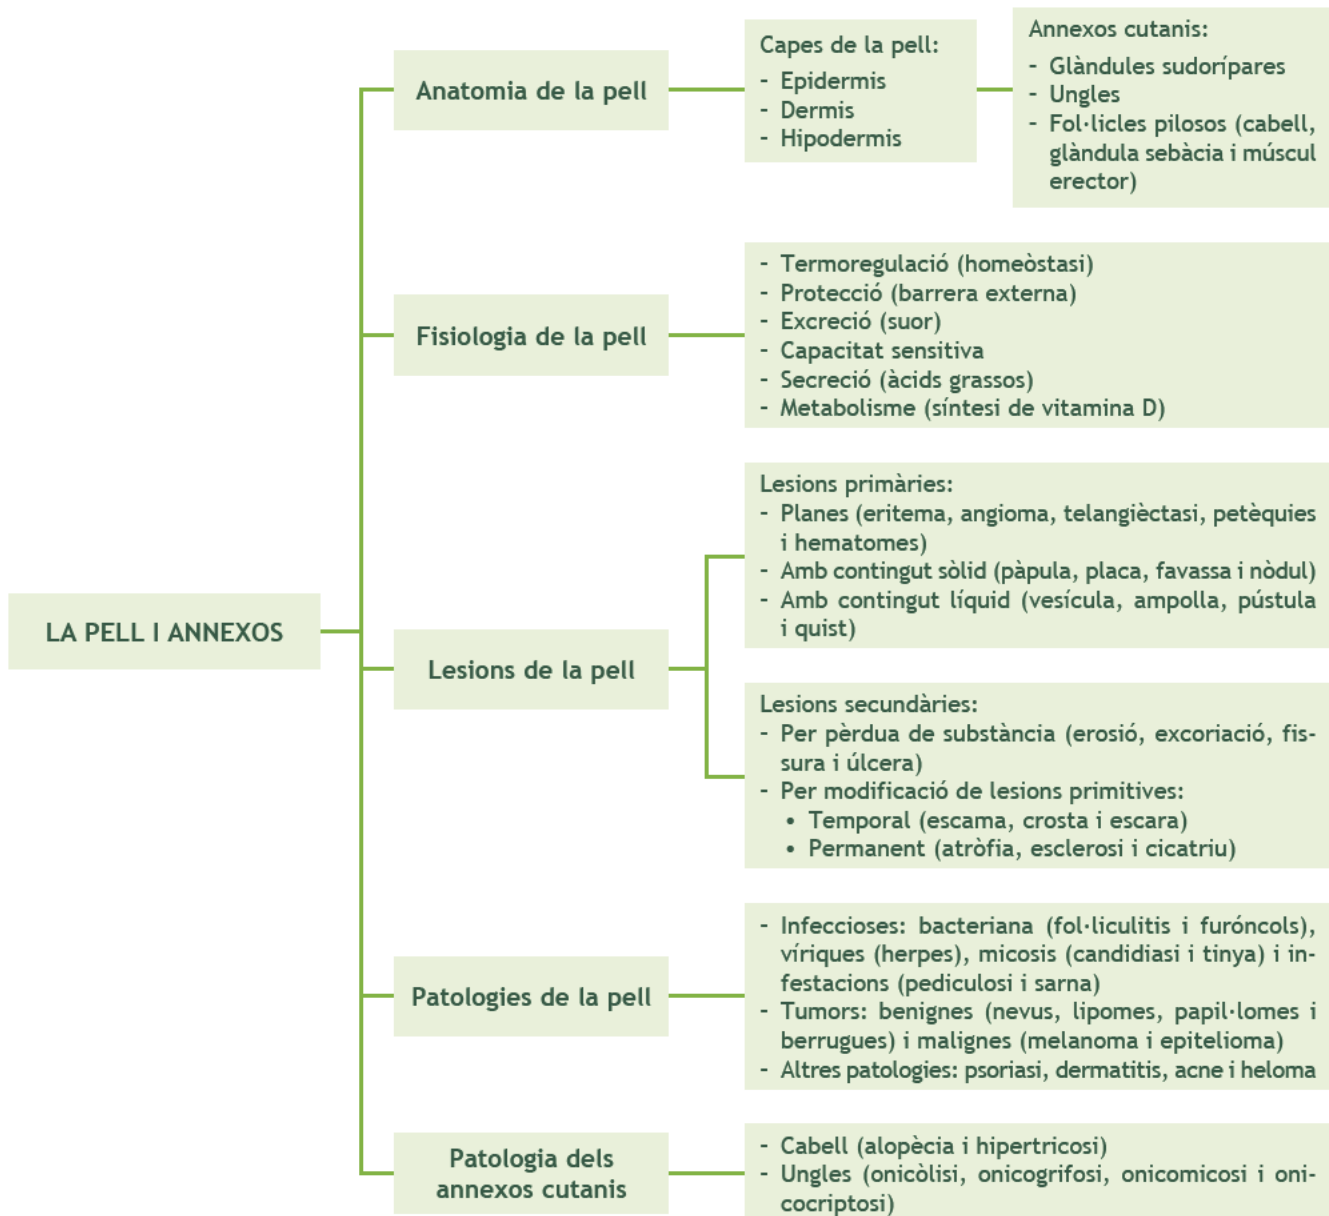 LA PELL I ANNEXOS
Anatomia de la pell
Capes de la pell:
- Epidermis
- Dermis
- Hipodermis
Annexos cutanis:
- Glàndules sudorípares
- Ungles
- Fol·licles pilosos (cabell,
glàndula sebàcia i múscul
erector)
Fisiologia de la pell
- Termoregulació (homeòstasi)
- Protecció (barrera externa)
- Excreció (suor)
- Capacitat sensitiva
- Secreció (àcids grassos)
- Metabolisme (síntesi de vitamina D)
Lesions de la pell
Lesions primàries:
- Planes (eritema, angioma, telangièctasi, petèquies
i hematomes)
- Amb contingut sòlid (pàpula, placa, favassa i nòdul)
- Amb contingut líquid (vesícula, ampolla, pústula
i quist)
Lesions secundàries:
- Per pèrdua de substància (erosió, excoriació, fis-
sura i úlcera)
- Per modificació de lesions primitives:
• Temporal (escama, crosta i escara)
• Permanent (atròfia, esclerosi i cicatriu)
Patologies de la pell
- Infeccioses: bacteriana (fol·liculitis i furóncols),
víriques (herpes), micosis (candidiasi i tinya) i in-
festacions (pediculosi i sarna)
- Tumors: benignes (nevus, lipomes, papil·lomes i
berrugues) i malignes (melanoma i epitelioma)
- Altres patologies: psoriasi, dermatitis, acne i heloma
Patologia dels
annexos cutanis
- Cabell (alopècia i hipertricosi)
- Ungles (onicòlisi, onicogrifosi, onicomicosi i oni-
cocriptosi)